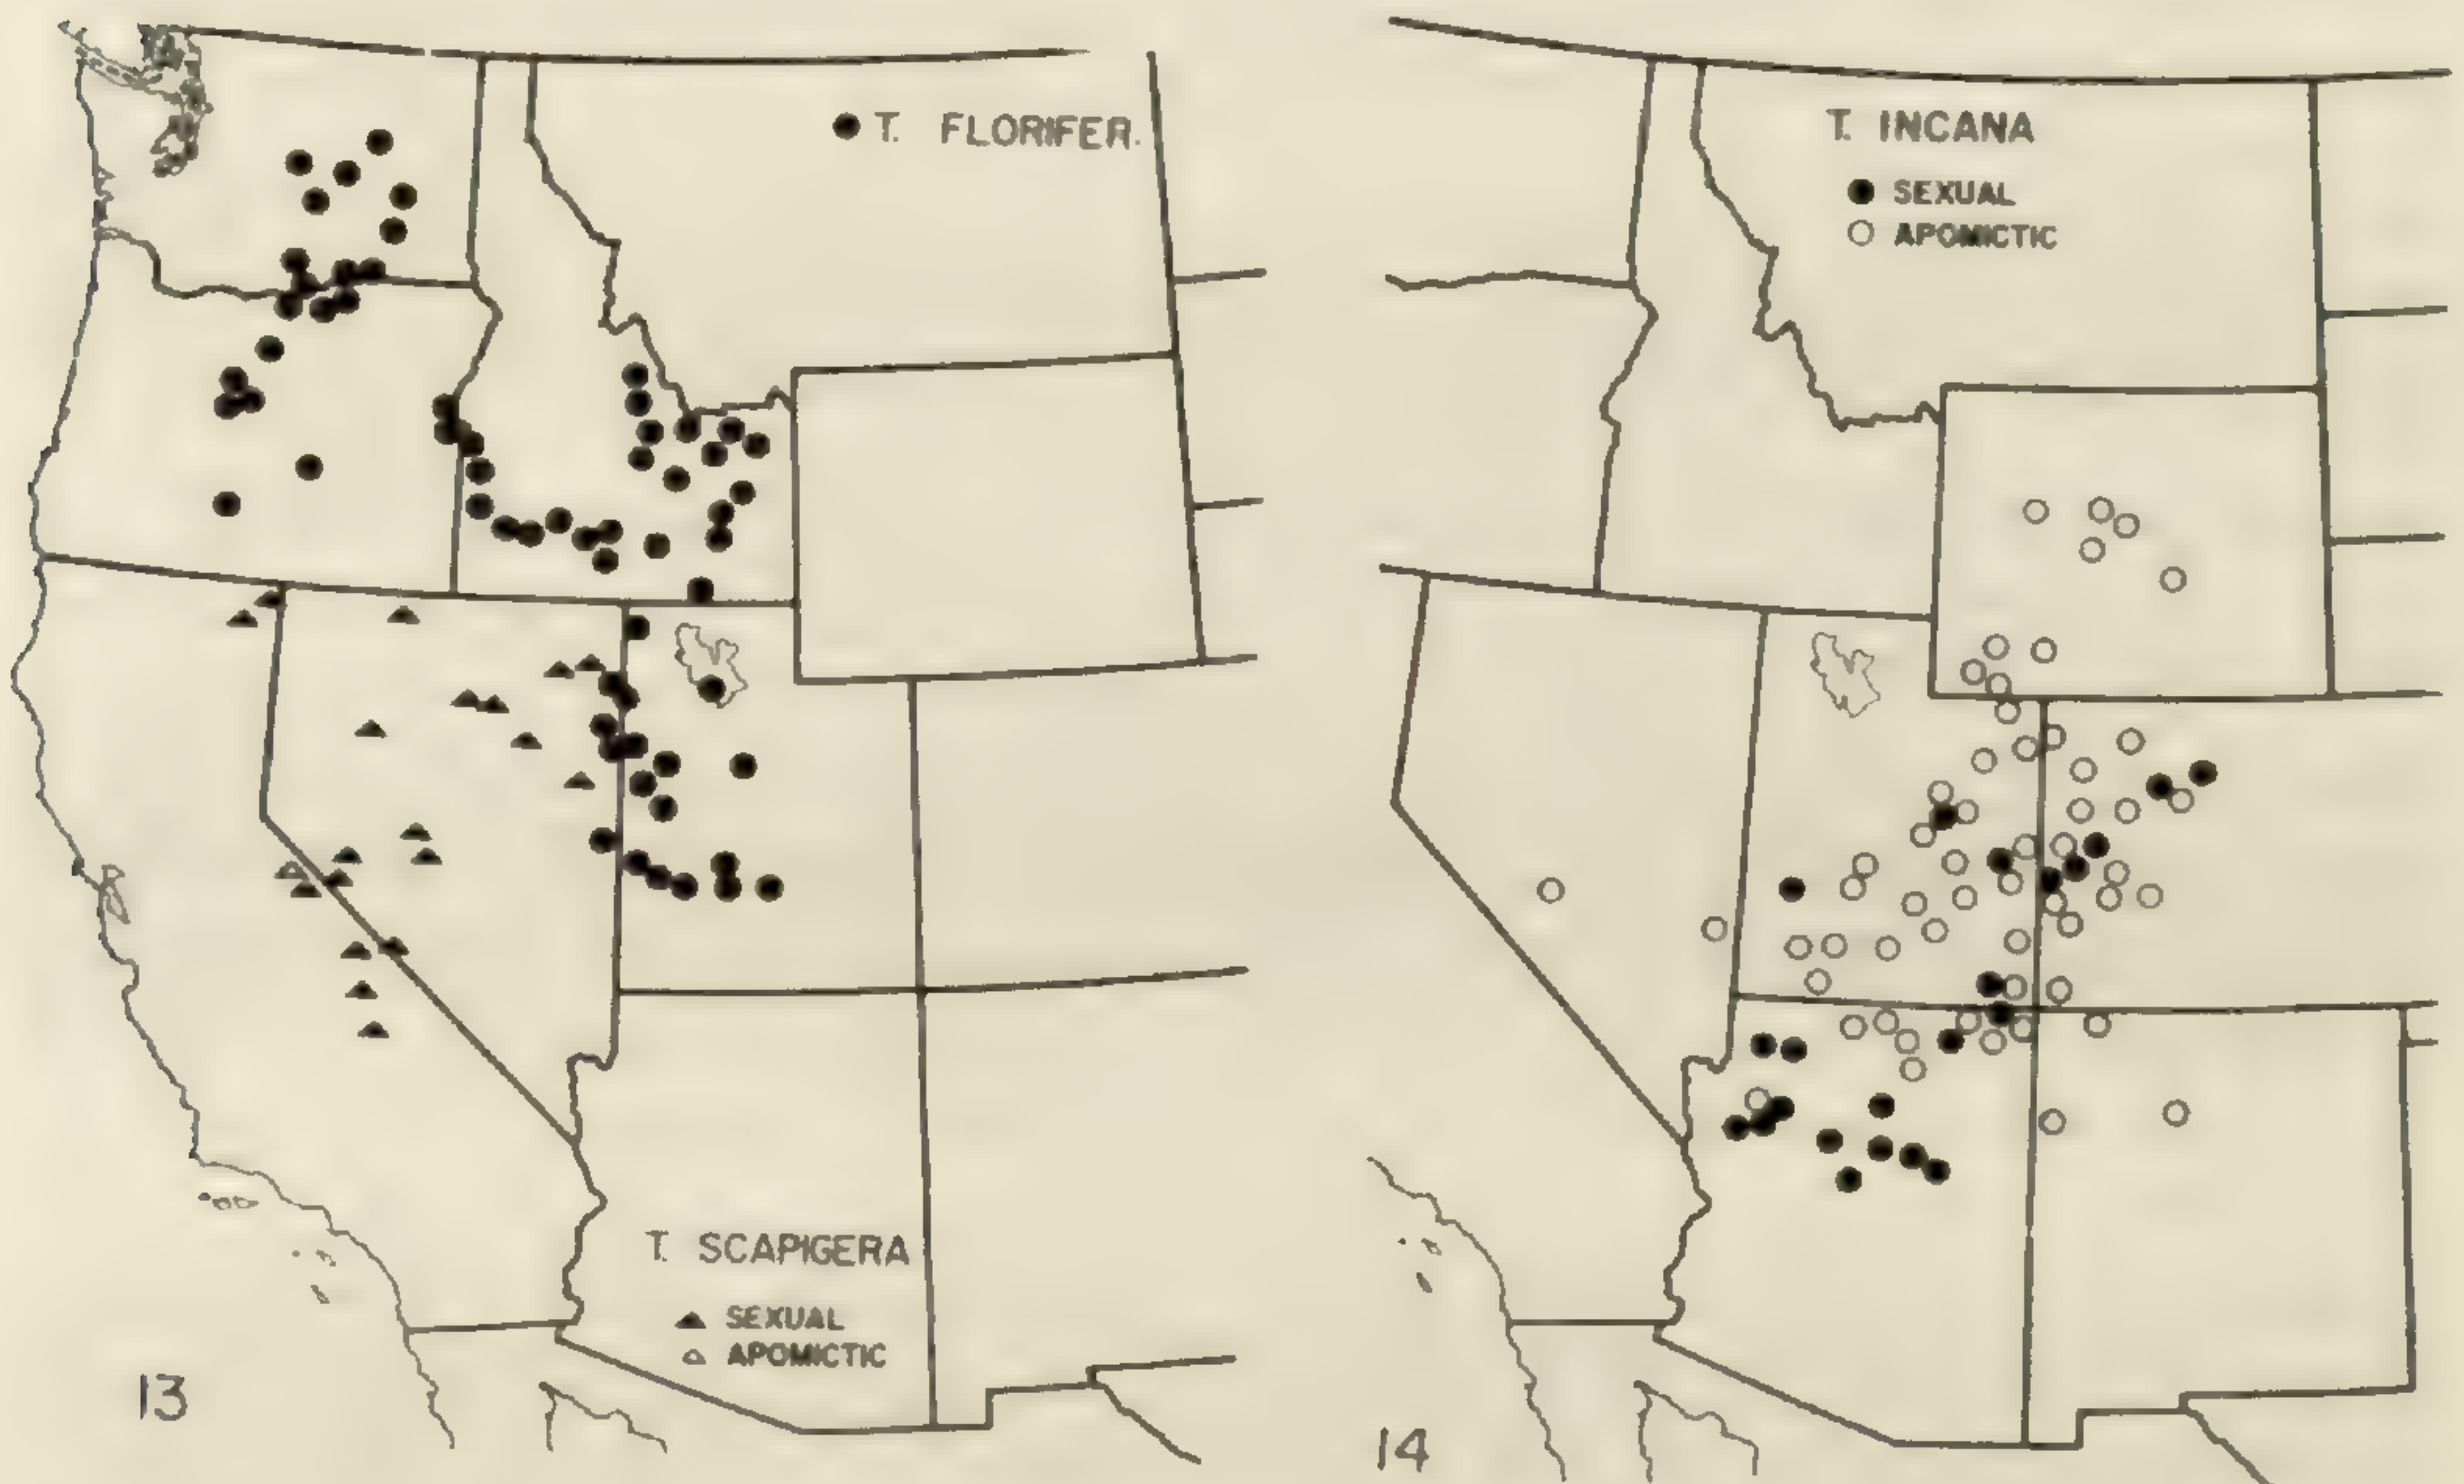 T. FLORIFER.
T. SCAPIGERA
SEXUAL
APOMICTIC
13
T. INCANA
SEXUAL
APOMICTIC
14